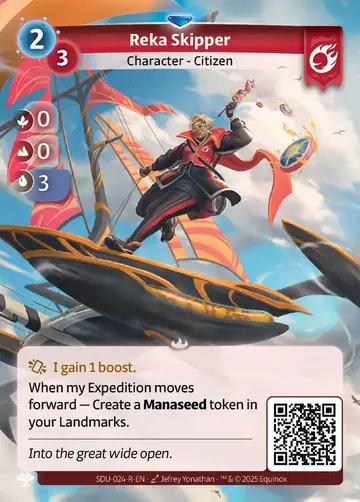 2
Reka Skipper
3
Character - Citizen
0
0
3
I gain 1 boost.
When my Expedition moves
forward — Create a Manaseed token in
your Landmarks.
Into the great wide open.
SDU-024-R-EN - Jefrey Yonathan - ™ & © 2025 Equinox